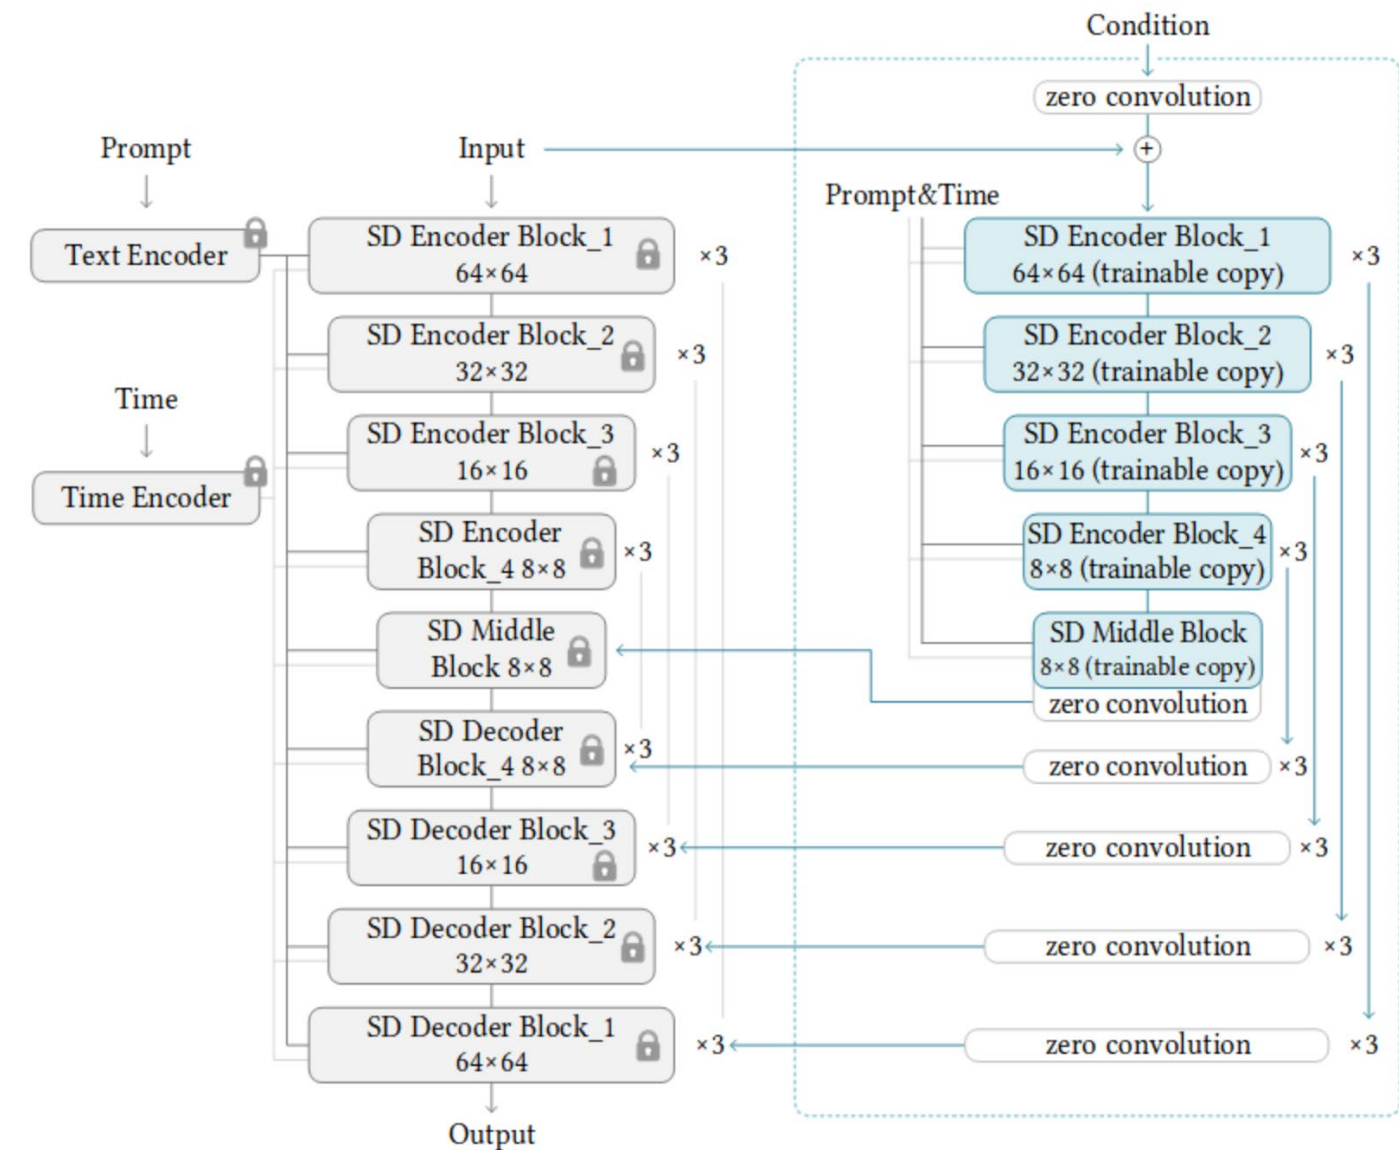 Condition
zero convolution
Prompt
Input
+
Prompt&Time
Text Encoder
SD Encoder Block_1
64×64
×3
SD Encoder Block_1
64×64 (trainable copy)
×3
SD Encoder Block_2
32×32
×3
SD Encoder Block_2
32×32 (trainable copy)
×3
Time
SD Encoder Block_3
16×16
×3
SD Encoder Block_3
16×16 (trainable copy)
×3
Time Encoder
SD Encoder
Block_4 8×8
×3
SD Encoder Block_4
8×8 (trainable copy)
×3
SD Middle
Block 8×8
SD Middle Block
8×8 (trainable copy)
zero convolution
SD Decoder
Block_4 8×8
×3
zero convolution
×3
SD Decoder Block_3
16×16
×3
zero convolution
×3
SD Decoder Block_2
32×32
×3
zero convolution
×3
SD Decoder Block_1
64×64
×3
zero convolution
×3
Output